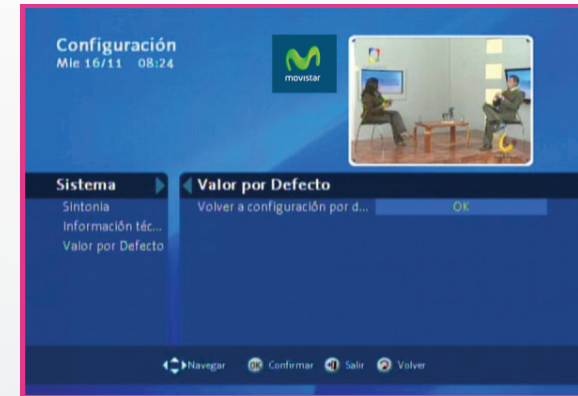 Configuración
Mie 16/11 08:24
movistar
Sistema
Valor por Defecto
Sintonia
Volver a configuración por d...
OK
Información téc...
Valor por Defecto
Navegar
OK Confirmar
Salir
Volver